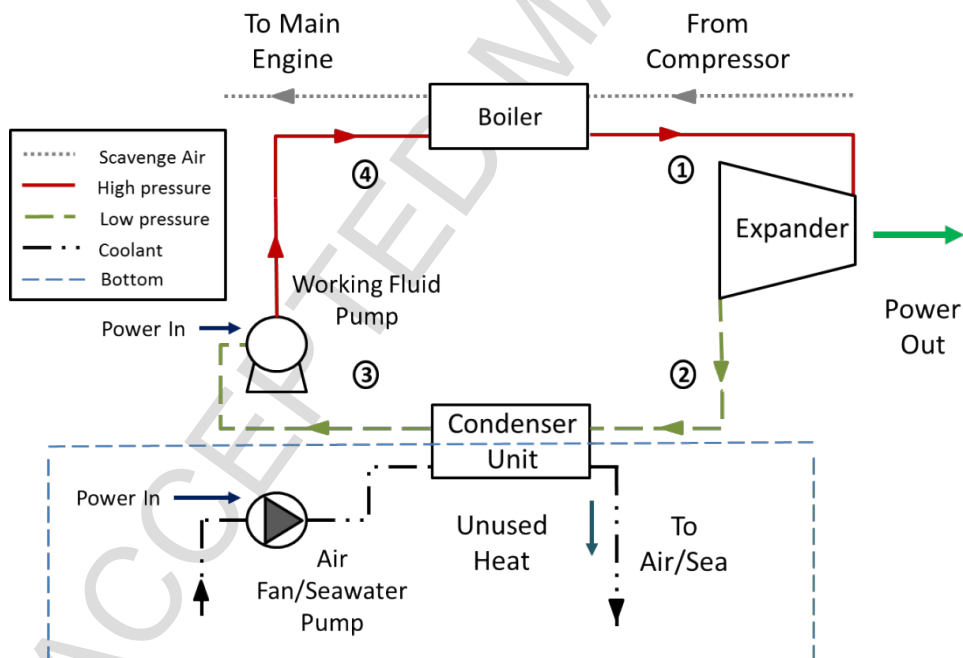 To Main
Engine
From
Compressor
Boiler
Scavenge Air
High pressure
Low pressure
Coolant
Bottom
④
①
Expander
Working Fluid
Pump
Power In
Power
Out
③
②
Condenser
Unit
Power In
Unused
Heat
To
Air/Sea
Air
Fan/Seawater
Pump
ACCEPTED MA